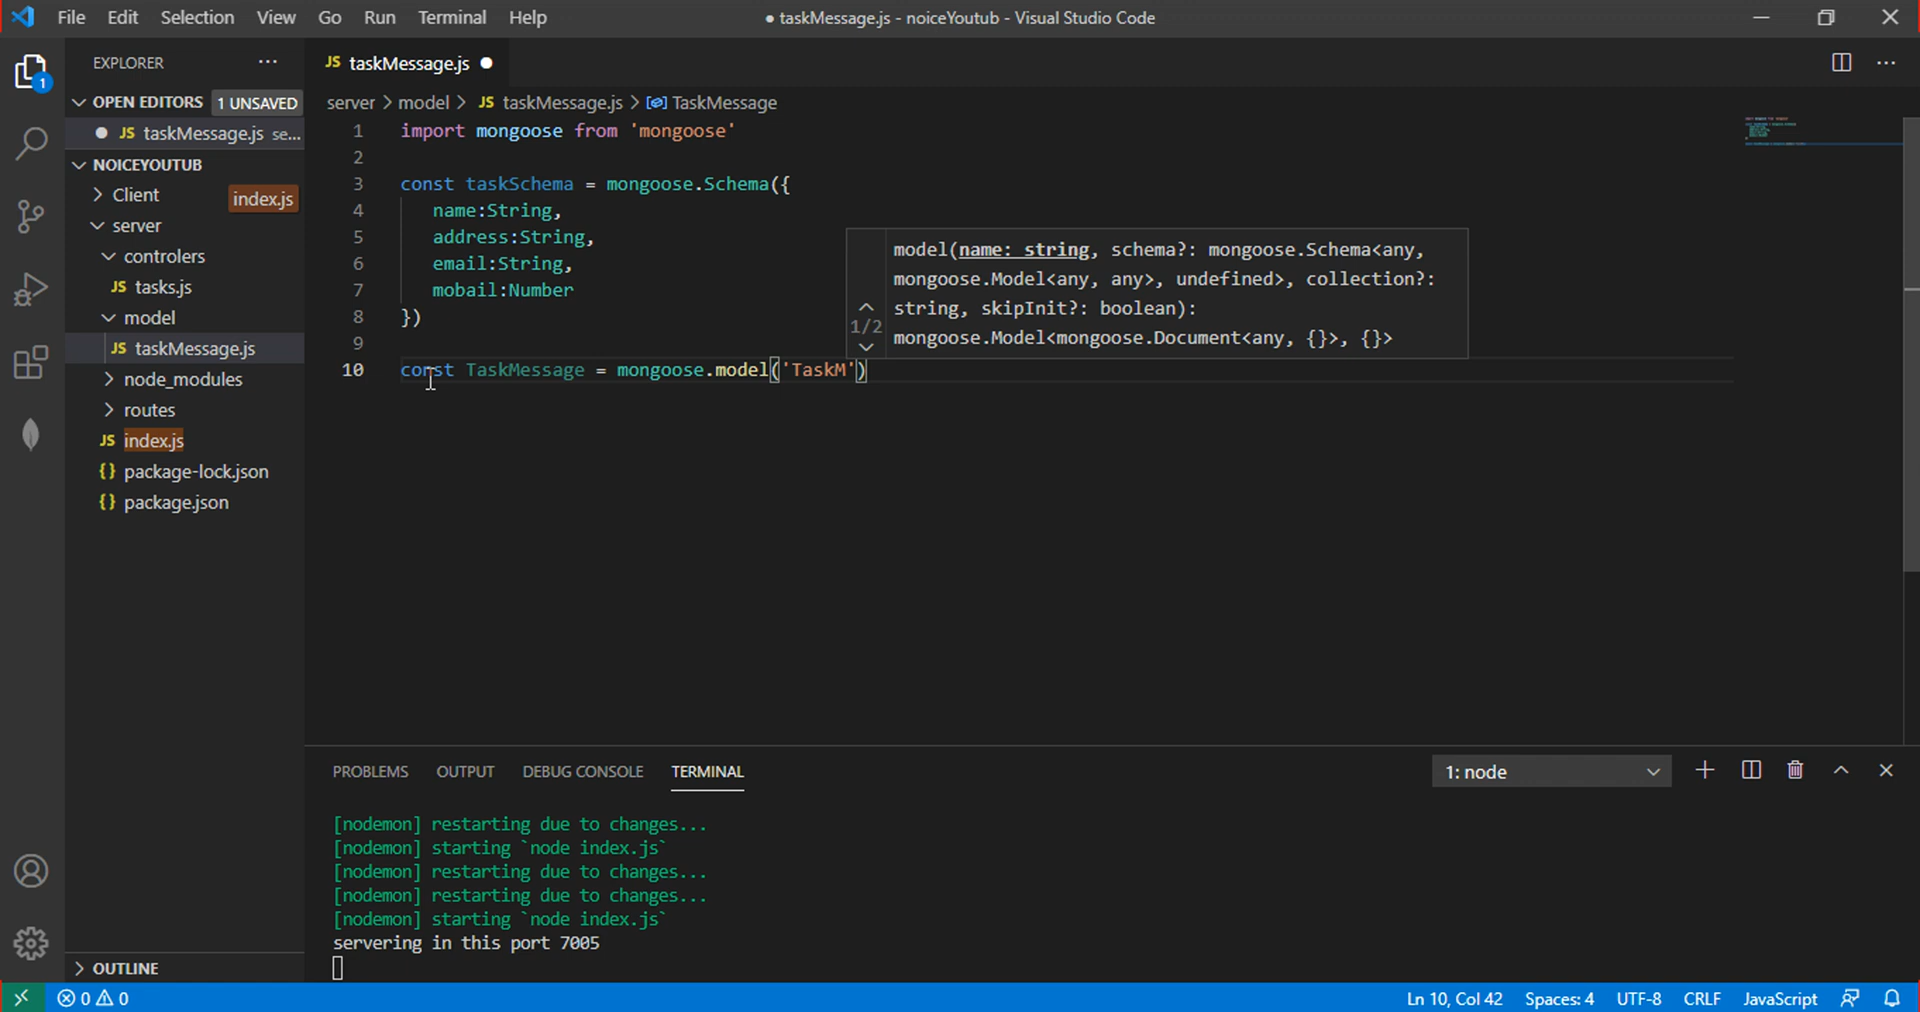 File Edit Selection View Go Run Terminal Help
● taskMessage.js - noiceYoutub - Visual Studio Code
1
EXPLORER ···
OPEN EDITORS 1 UNSAVED
JS taskMessage.js se...
NOICEYOUTUB
Client
index.js
server
controlers
JS tasks.js
model
JS taskMessage.js
node_modules
routes
JS index.js
{} package-lock.json
{} package.json
OUTLINE
JS taskMessage.js ●
server > model > JS taskMessage.js > TaskMessage
1 import mongoose from 'mongoose'
2
3 const taskSchema = mongoose.Schema({
4 name:String,
5 address:String,
6 email:String,
7 mobail:Number
8 })
9
10 const TaskMessage = mongoose.model('TaskM')
1/2
model(name: string, schema?: mongoose.Schema<any,
mongoose.Model<any, any>, undefined>, collection?:
string, skipInit?: boolean):
mongoose.Model<mongoose.Document<any, {}>, {}>
PROBLEMS OUTPUT DEBUG CONSOLE TERMINAL
1: node
[nodemon] restarting due to changes...
[nodemon] starting `node index.js`
[nodemon] restarting due to changes...
[nodemon] restarting due to changes...
[nodemon] starting `node index.js`
servering in this port 7005
0 0
Ln 10, Col 42 Spaces: 4 UTF-8 CRLF JavaScript